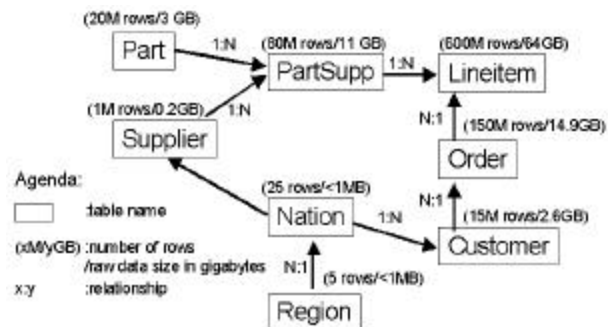 (20M rows/3 GB)
Part
1:N
(80M rows/11 GB)
PartSupp
1:N
(600M rows/64GB)
Lineitem
(1M rows/0.2GB)
1:N
Supplier
N:1
(150M rows/14.9GB)
Order
Agenda:
:table name
(25 rows/<1MB)
Nation
1:N
N:1
(15M rows/2.6GB)
Customer
(xM/yGB) :number of rows
/raw data size in gigabytes
x:y :relationship
N:1
(5 rows/<1MB)
Region